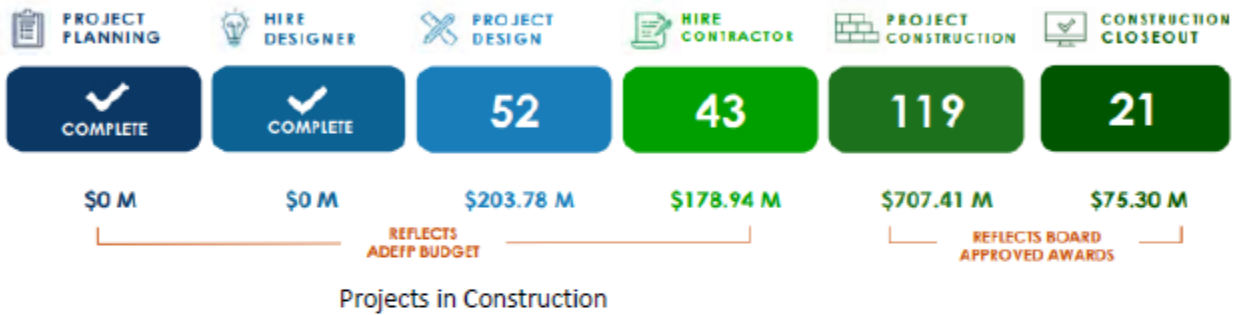 PROJECT
PLANNING
HIRE
DESIGNER
PROJECT
DESIGN
HIRE
CONTRACTOR
PROJECT
CONSTRUCTION
CONSTRUCTION
CLOSEOUT
COMPLETE
COMPLETE
52
43
119
21
$0 M
$0 M
$203.78 M
$178.94 M
$707.41 M
$75.30 M
REFLECTS
ADEFP BUDGET
REFLECTS BOARD
APPROVED AWARDS
Projects in Construction